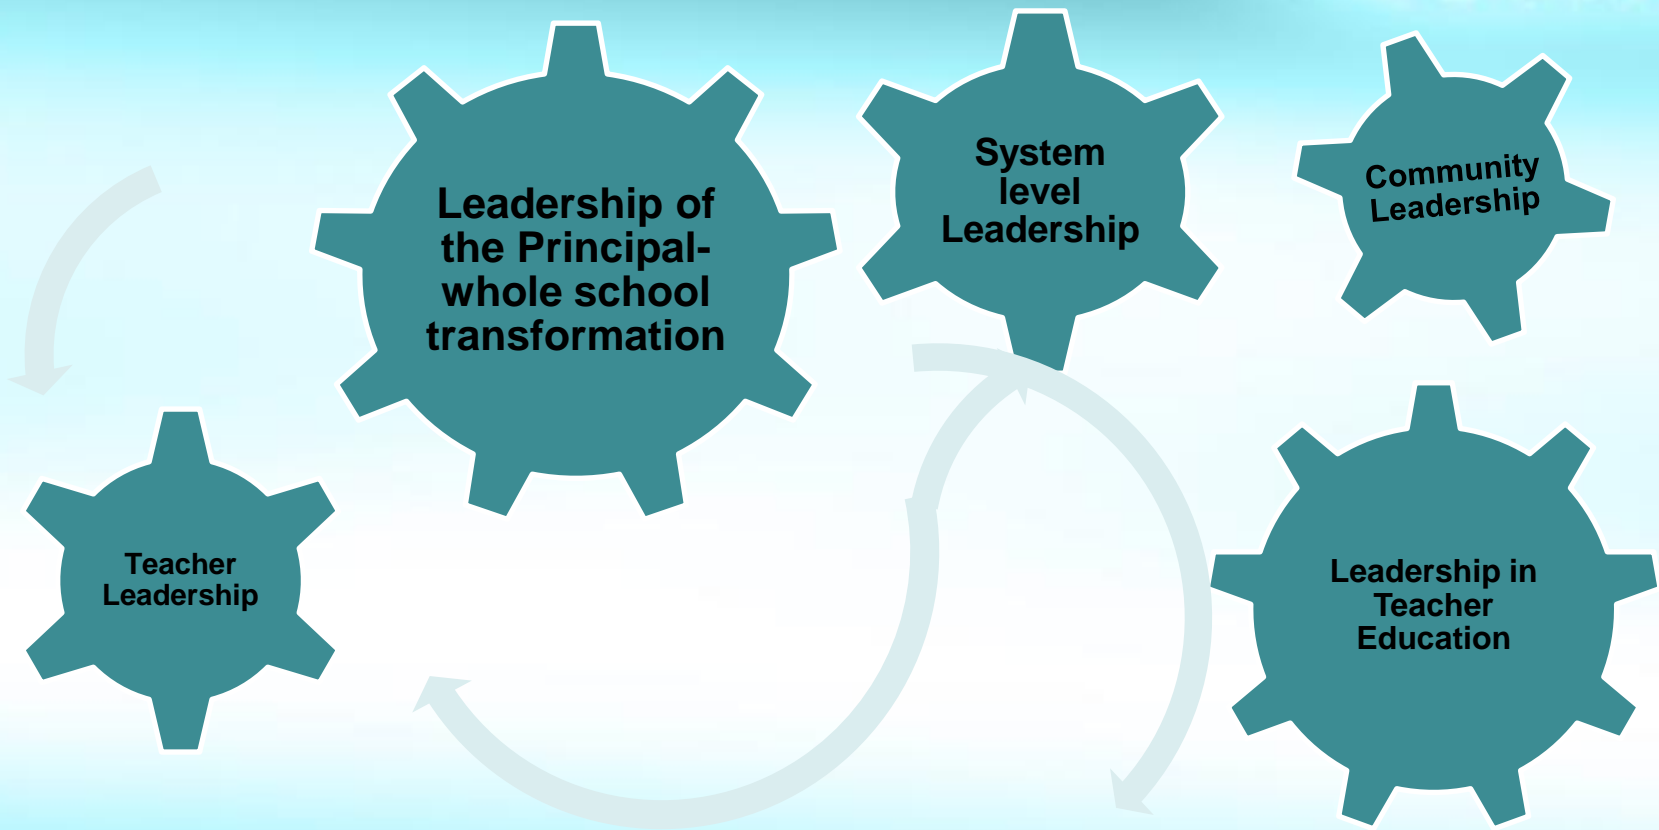 Leadership of
the Principal-
whole school
transformation
System
level
Leadership
Community
Leadership
Teacher
Leadership
Leadership in
Teacher
Education